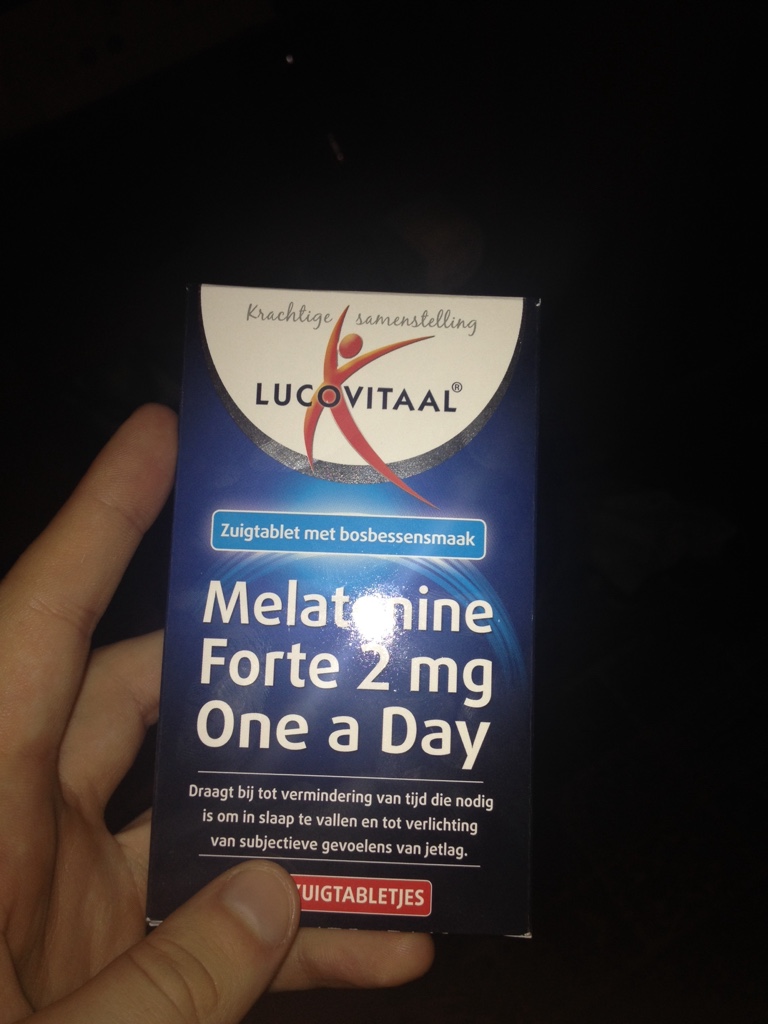 Krachtige samenstelling
LUCOVITAAL®
Zuigtablet met bosbessensmaak
Melatonine
Forte 2 mg
One a Day
Draagt bij tot vermindering van tijd die nodig
is om in slaap te vallen en tot verlichting
van subjectieve gevoelens van jetlag.
ZUIGTABLETJES